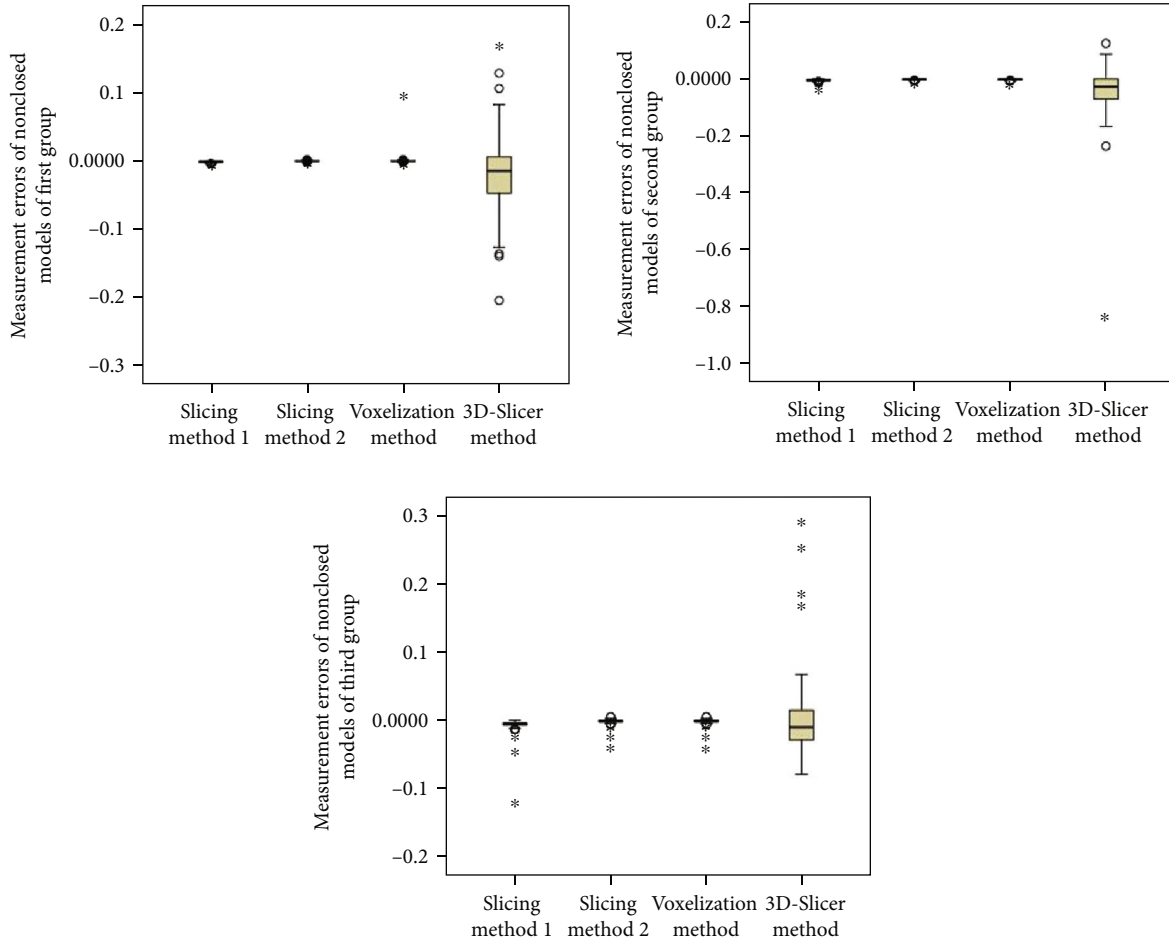 Measurement errors of nonclosed
models of first group
0.2
0.1
0.0000
−0.1
−0.2
−0.3
Slicing
method 1
Slicing
method 2
Voxelization
method
3D-Slicer
method
Measurement errors of nonclosed
models of second group
0.2
0.0000
−0.2
−0.4
−0.6
−0.8
−1.0
Slicing
method 1
Slicing
method 2
Voxelization
method
3D-Slicer
method
Measurement errors of nonclosed
models of third group
0.3
0.2
0.1
0.0000
−0.1
−0.2
Slicing
method 1
Slicing
method 2
Voxelization
method
3D-Slicer
method